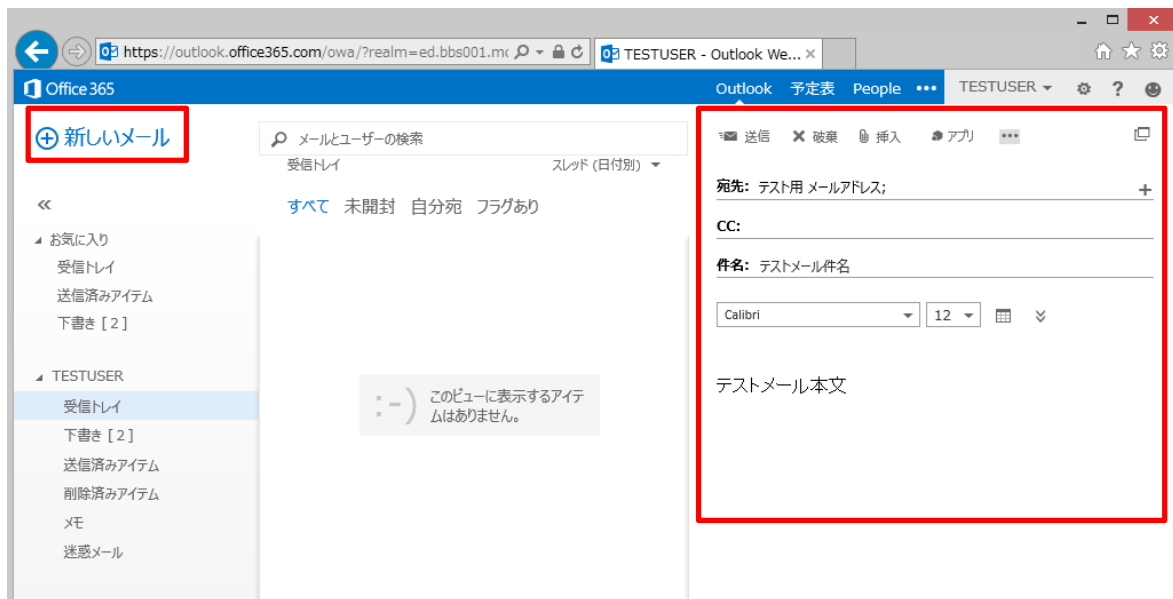 https://outlook.office365.com/owa/?realm=ed.bbs001.mc
TESTUSER - Outlook We...
Office 365
Outlook 予定表 People ••• TESTUSER
新しいメール
メールとユーザーの検索
受信トレイ スレッド (日付別)
すべて 未開封 自分宛 フラグあり
お気に入り
受信トレイ
送信済みアイテム
下書き [2]
TESTUSER
受信トレイ
下書き [2]
送信済みアイテム
削除済みアイテム
メモ
迷惑メール
:-)
このビューに表示するアイテ
ムはありません。
送信 破棄 挿入 アプリ •••
宛先: テスト用 メールアドレス;
CC:
件名: テストメール件名
Calibri 12
テストメール本文